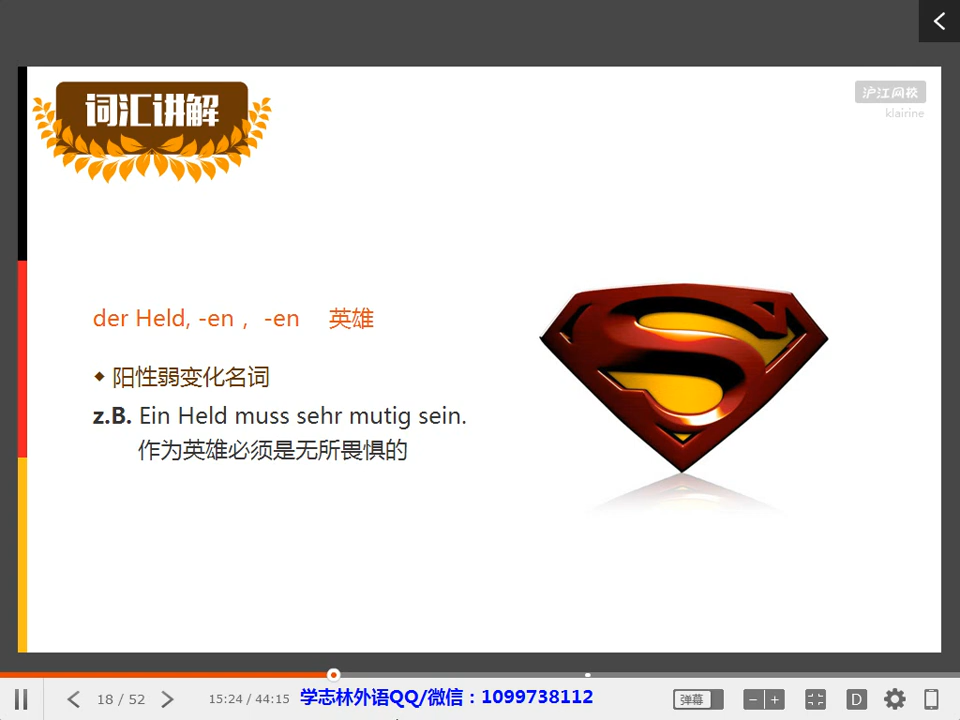 词汇讲解
沪江网校
klairine
der Held, -en , -en 英雄
阳性弱变化名词
z.B. Ein Held muss sehr mutig sein.
作为英雄必须是无所畏惧的
S
18 / 52
15:24 / 44:15
学志林外语QQ/微信：1099738112
弹幕
D